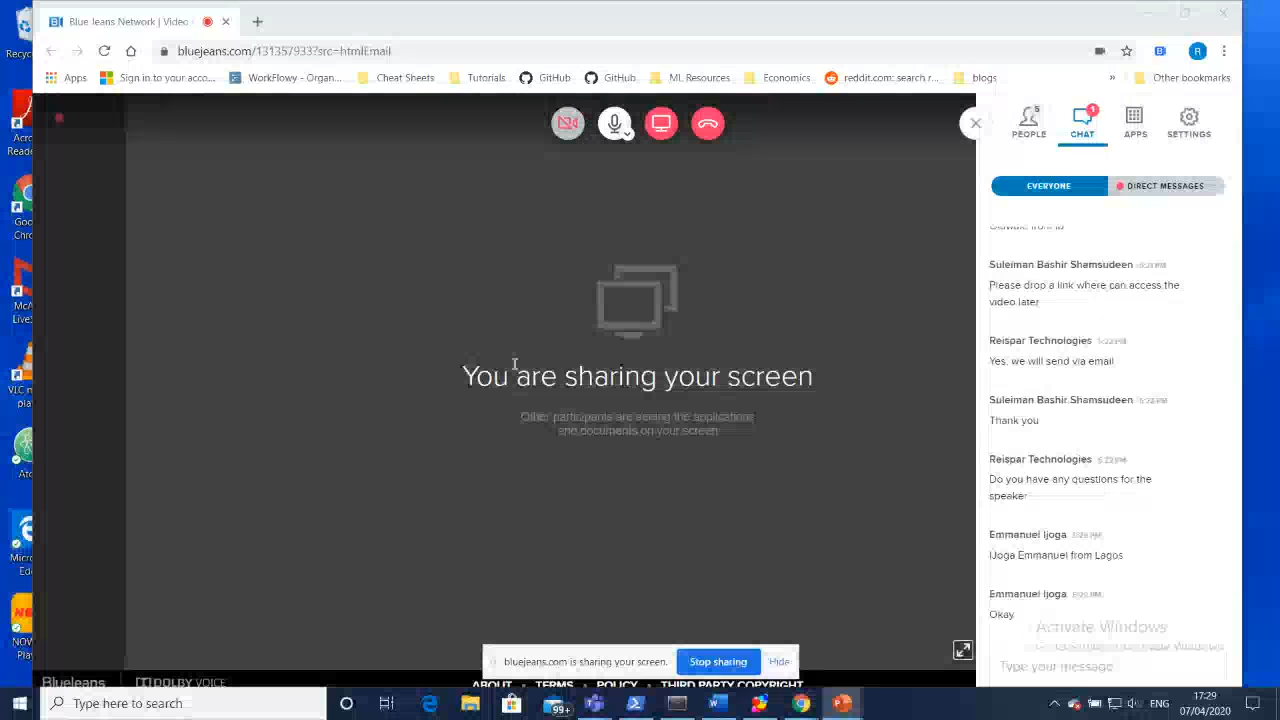 Blue Jeans Network | Video
bluejeans.com/131357933?src=htmlEmail
R
Apps
Sign in to your acco...
WorkFlowy - Organ...
Cheat Sheets
Tutorials
GitHub
GitHub
ML Resources
Economics
reddit.com: search r...
blogs
»
Other bookmarks
5
PEOPLE
1
CHAT
APPS
SETTINGS
EVERYONE
DIRECT MESSAGES
Suleiman Bashir Shamsudeen
Please drop a link where can access the
video later
Reispar Technologies
Yes, we will send via email
Suleiman Bashir Shamsudeen
Thank you
Reispar Technologies
Do you have any questions for the
speaker
Emmanuel Ijoga
IJoga Emmanuel from Lagos
Emmanuel Ijoga
Okay
Activate Windows
Type your message
You are sharing your screen
Other participants are seeing the applications
and documents on your screen
bluejeans.com is sharing your screen.
Stop sharing
Hide
BlueJeans
DOLBY VOICE
ABOUT
TERMS
POLICY
THIRD PARTY COPYRIGHT
Type here to search
99+
ENG
17:29
07/04/2020